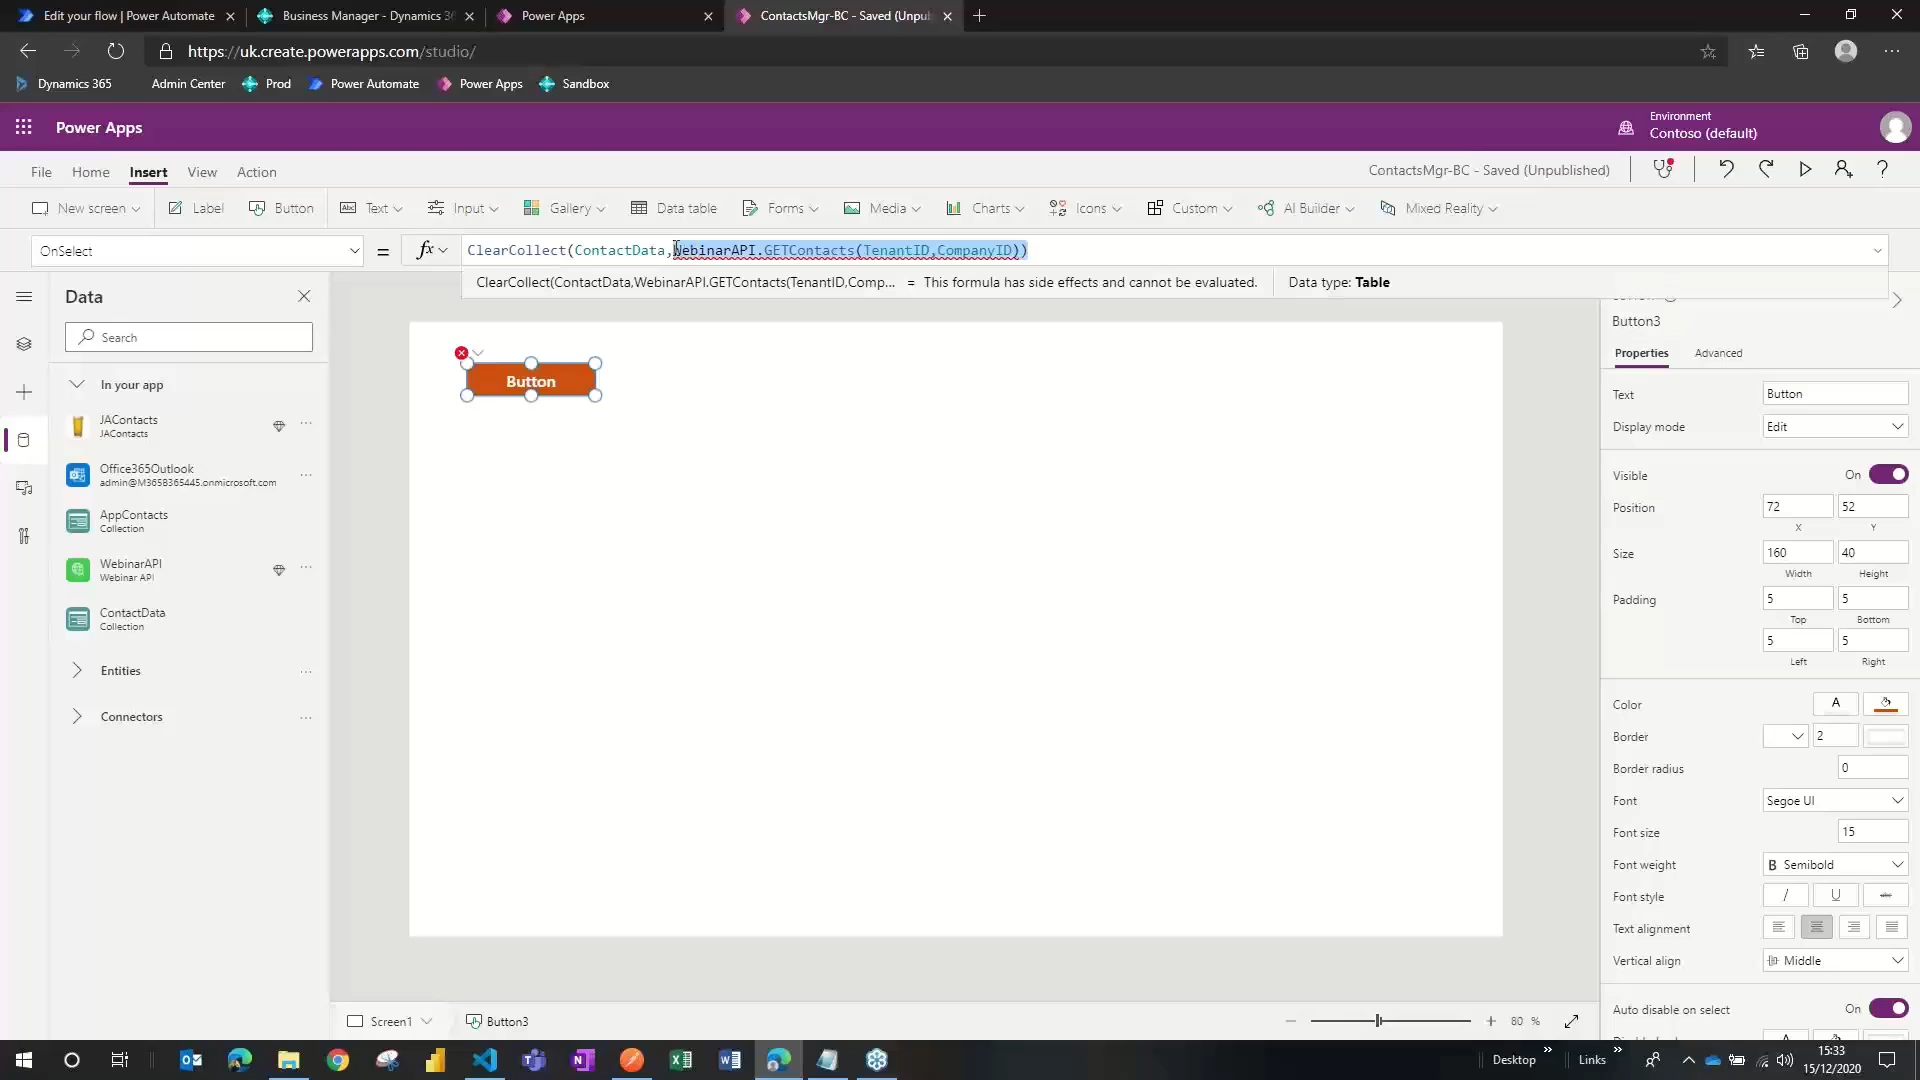 Edit your flow | Power Automate
Business Manager - Dynamics 36
Power Apps
ContactsMgr-BC - Saved (Unpubl
https://uk.create.powerapps.com/studio/
Dynamics 365
Admin Center
Prod
Power Automate
Power Apps
Sandbox
Power Apps
Environment
Contoso (default)
File
Home
Insert
View
Action
ContactsMgr-BC - Saved (Unpublished)
New screen
Label
Button
Text
Input
Gallery
Data table
Forms
Media
Charts
Icons
Custom
AI Builder
Mixed Reality
OnSelect
=
fx
ClearCollect(ContactData,WebinarAPI.GETContacts(TenantID,CompanyID))
ClearCollect(ContactData,WebinarAPI.GETContacts(TenantID,Comp... = This formula has side effects and cannot be evaluated.
Data type: Table
Data
Search
In your app
JAContacts
JAContacts
Office365Outlook
admin@M365B365445.onmicrosoft.com
AppContacts
Collection
WebinarAPI
Webinar API
ContactData
Collection
Entities
Connectors
Button
Button3
Properties
Advanced
Text
Button
Display mode
Edit
Visible
On
Position
72
52
X
Y
Size
160
40
Width
Height
Padding
5
5
Top
Bottom
5
5
Left
Right
Color
A
Border
2
Border radius
0
Font
Segoe UI
Font size
15
Font weight
B Semibold
Font style
Text alignment
Vertical align
Middle
Auto disable on select
On
Screen1
Button3
80 %
Desktop
Links
15:33
15/12/2020